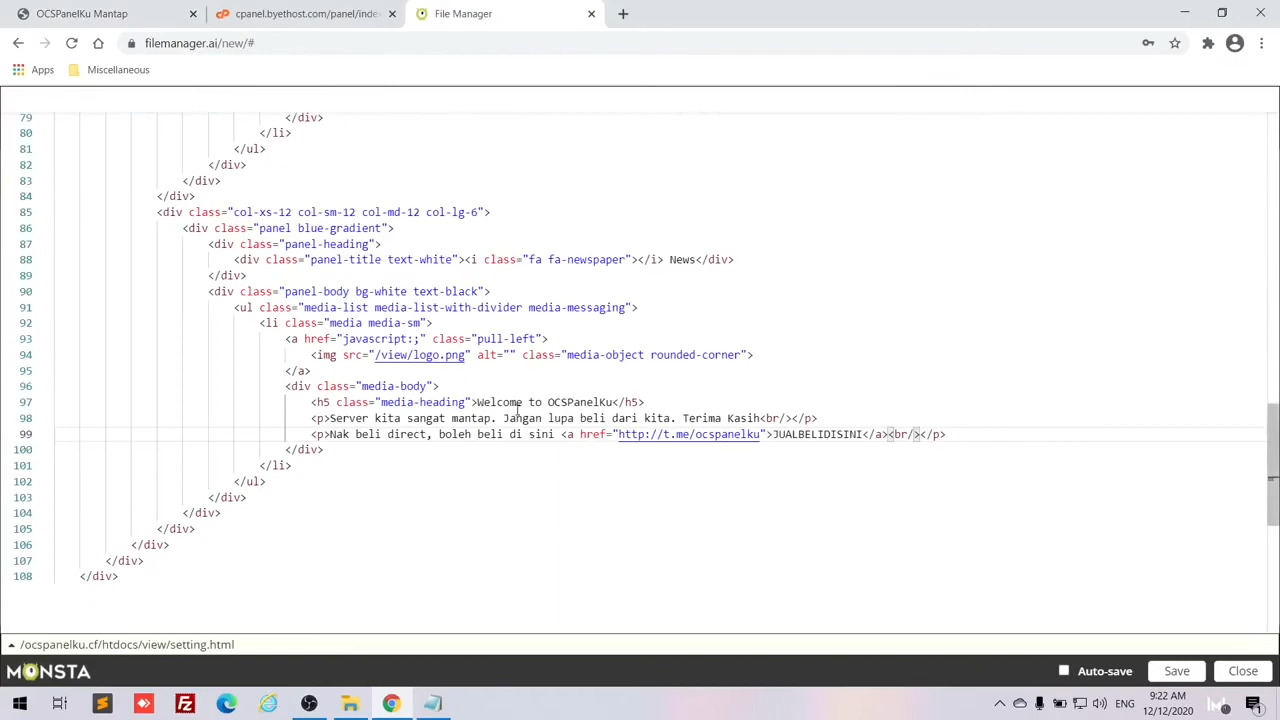 OCSPanelKu Mantap
cpanel.byethost.com/panel/inde
File Manager
filemanager.ai/new/#
Apps
Miscellaneous
79 </div>
80 </li>
81 </ul>
82 </div>
83 </div>
84 </div>
85 <div class="col-xs-12 col-sm-12 col-md-12 col-lg-6">
86 <div class="panel blue-gradient">
87 <div class="panel-heading">
88 <div class="panel-title text-white"><i class="fa fa-newspaper"></i> News</div>
89 </div>
90 <div class="panel-body bg-white text-black">
91 <ul class="media-list media-list-with-divider media-messaging">
92 <li class="media media-sm">
93 <a href="javascript:;" class="pull-left">
94 <img src="/view/logo.png" alt="" class="media-object rounded-corner">
95 </a>
96 <div class="media-body">
97 <h5 class="media-heading">Welcome to OCSPanelKu</h5>
98 <p>Server kita sangat mantap. Jangan lupa beli dari kita. Terima Kasih<br/></p>
99 <p>Nak beli direct, boleh beli di sini <a href="http://t.me/ocspanelku">JUALBELIDISINI</a><br/></p>
100 </div>
101 </li>
102 </ul>
103 </div>
104 </div>
105 </div>
106 </div>
107 </div>
108 </div>
/ocspanelku.cf/htdocs/view/setting.html
MONSTA
Auto-save
Save
Close
ENG
9:22 AM
12/12/2020